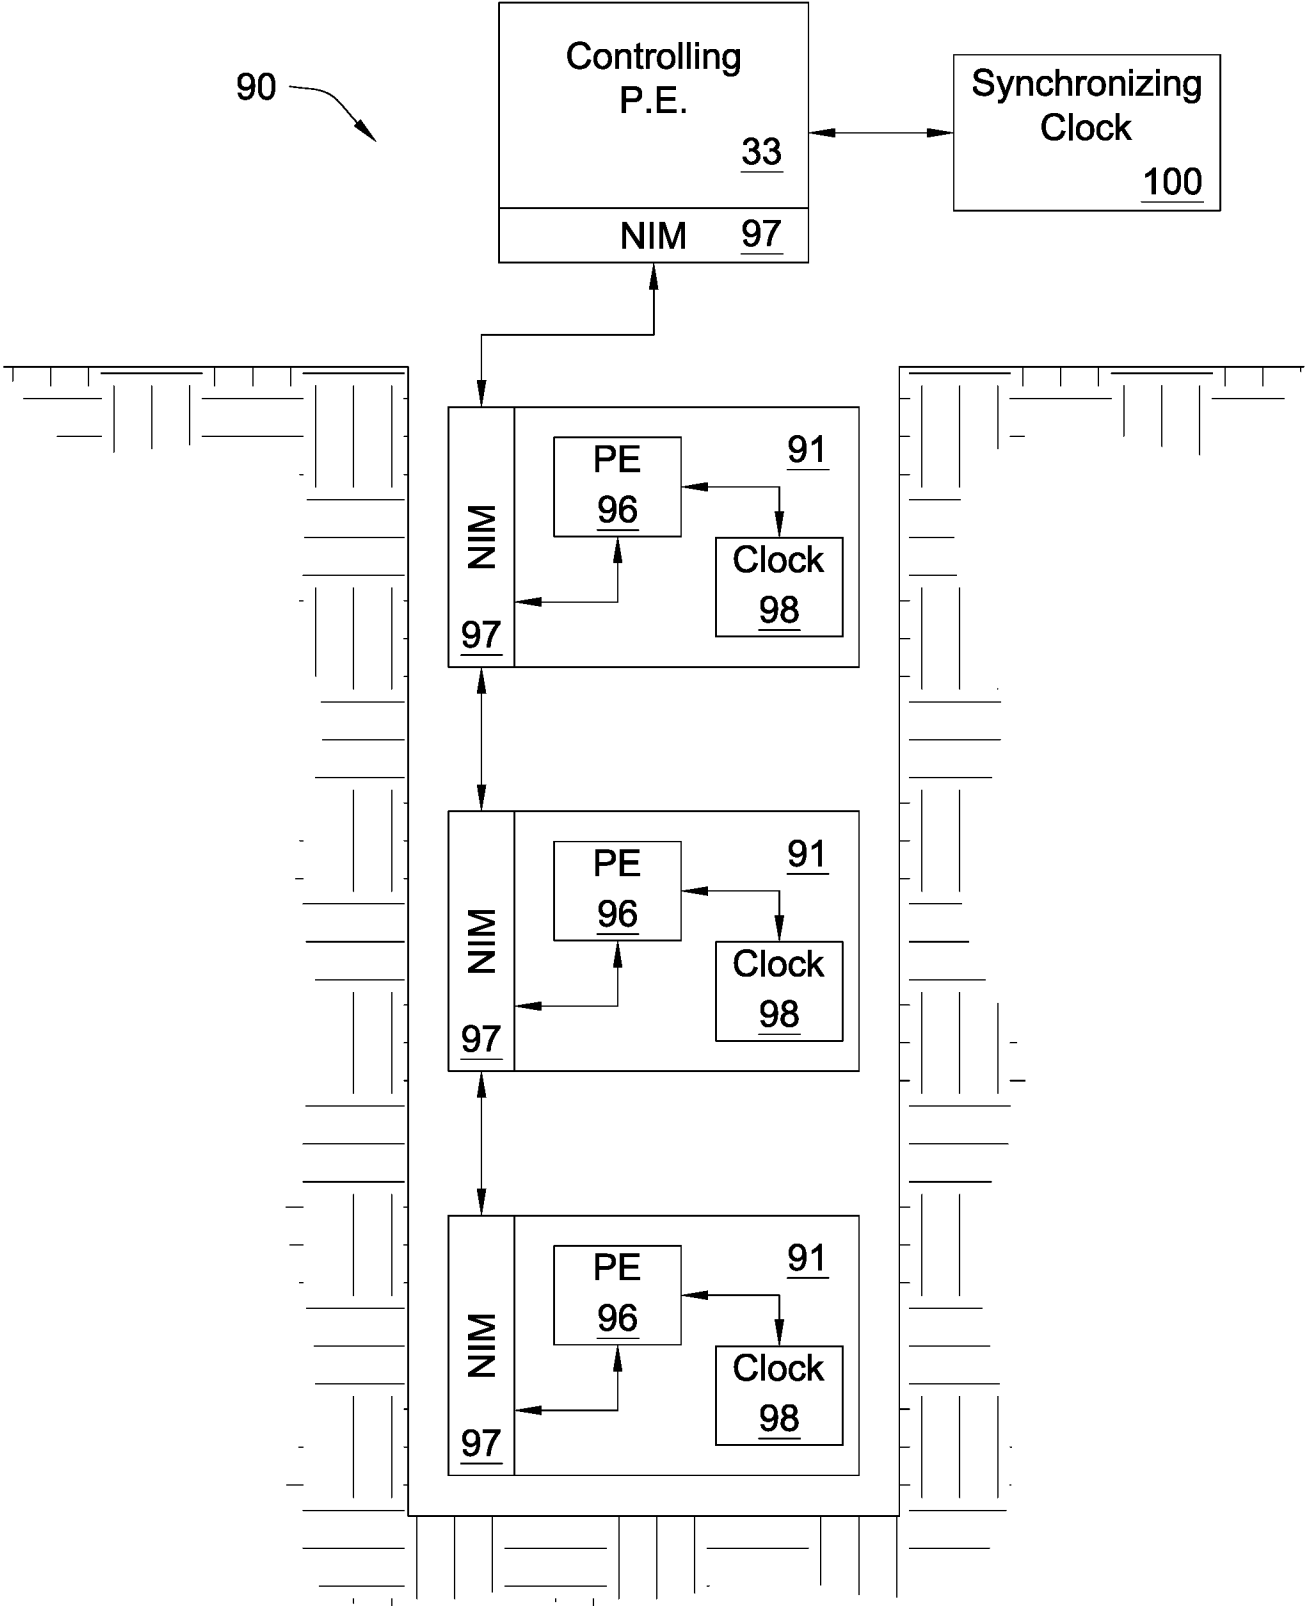 90
Controlling
P.E.
33
NIM 97
Synchronizing
Clock
100
91
PE
96
Clock
98
NIM
97
91
PE
96
Clock
98
NIM
97
91
PE
96
Clock
98
NIM
97